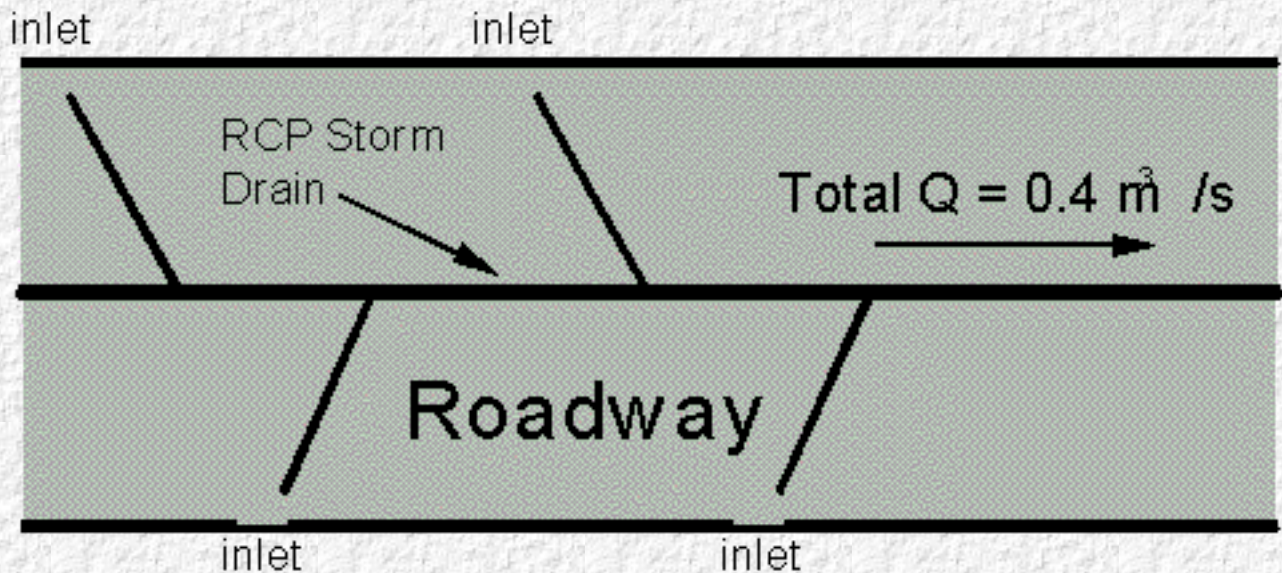 inlet inlet
RCP Storm
Drain
Total Q = 0.4 m³ /s
Roadway
inlet inlet